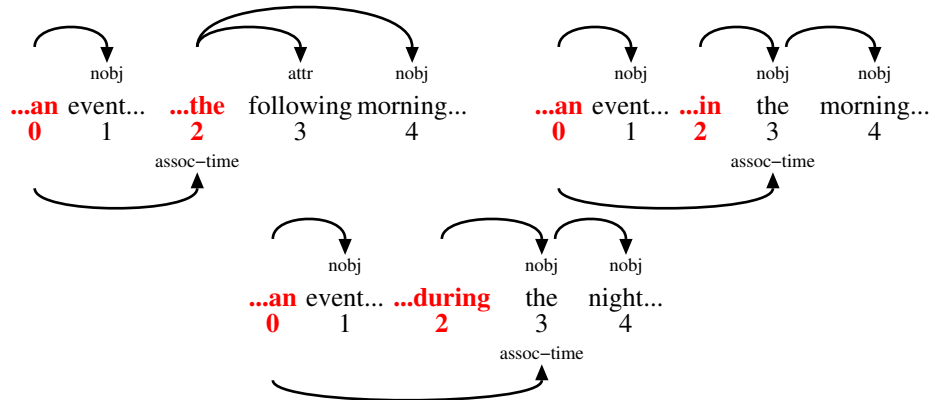 nobj attr nobj
...an event... ...the following morning...
0 1 2 3 4
assoc-time
nobj nobj nobj
...an event... ...in the morning...
0 1 2 3 4
assoc-time
nobj nobj nobj
...an event... ...during the night...
0 1 2 3 4
assoc-time